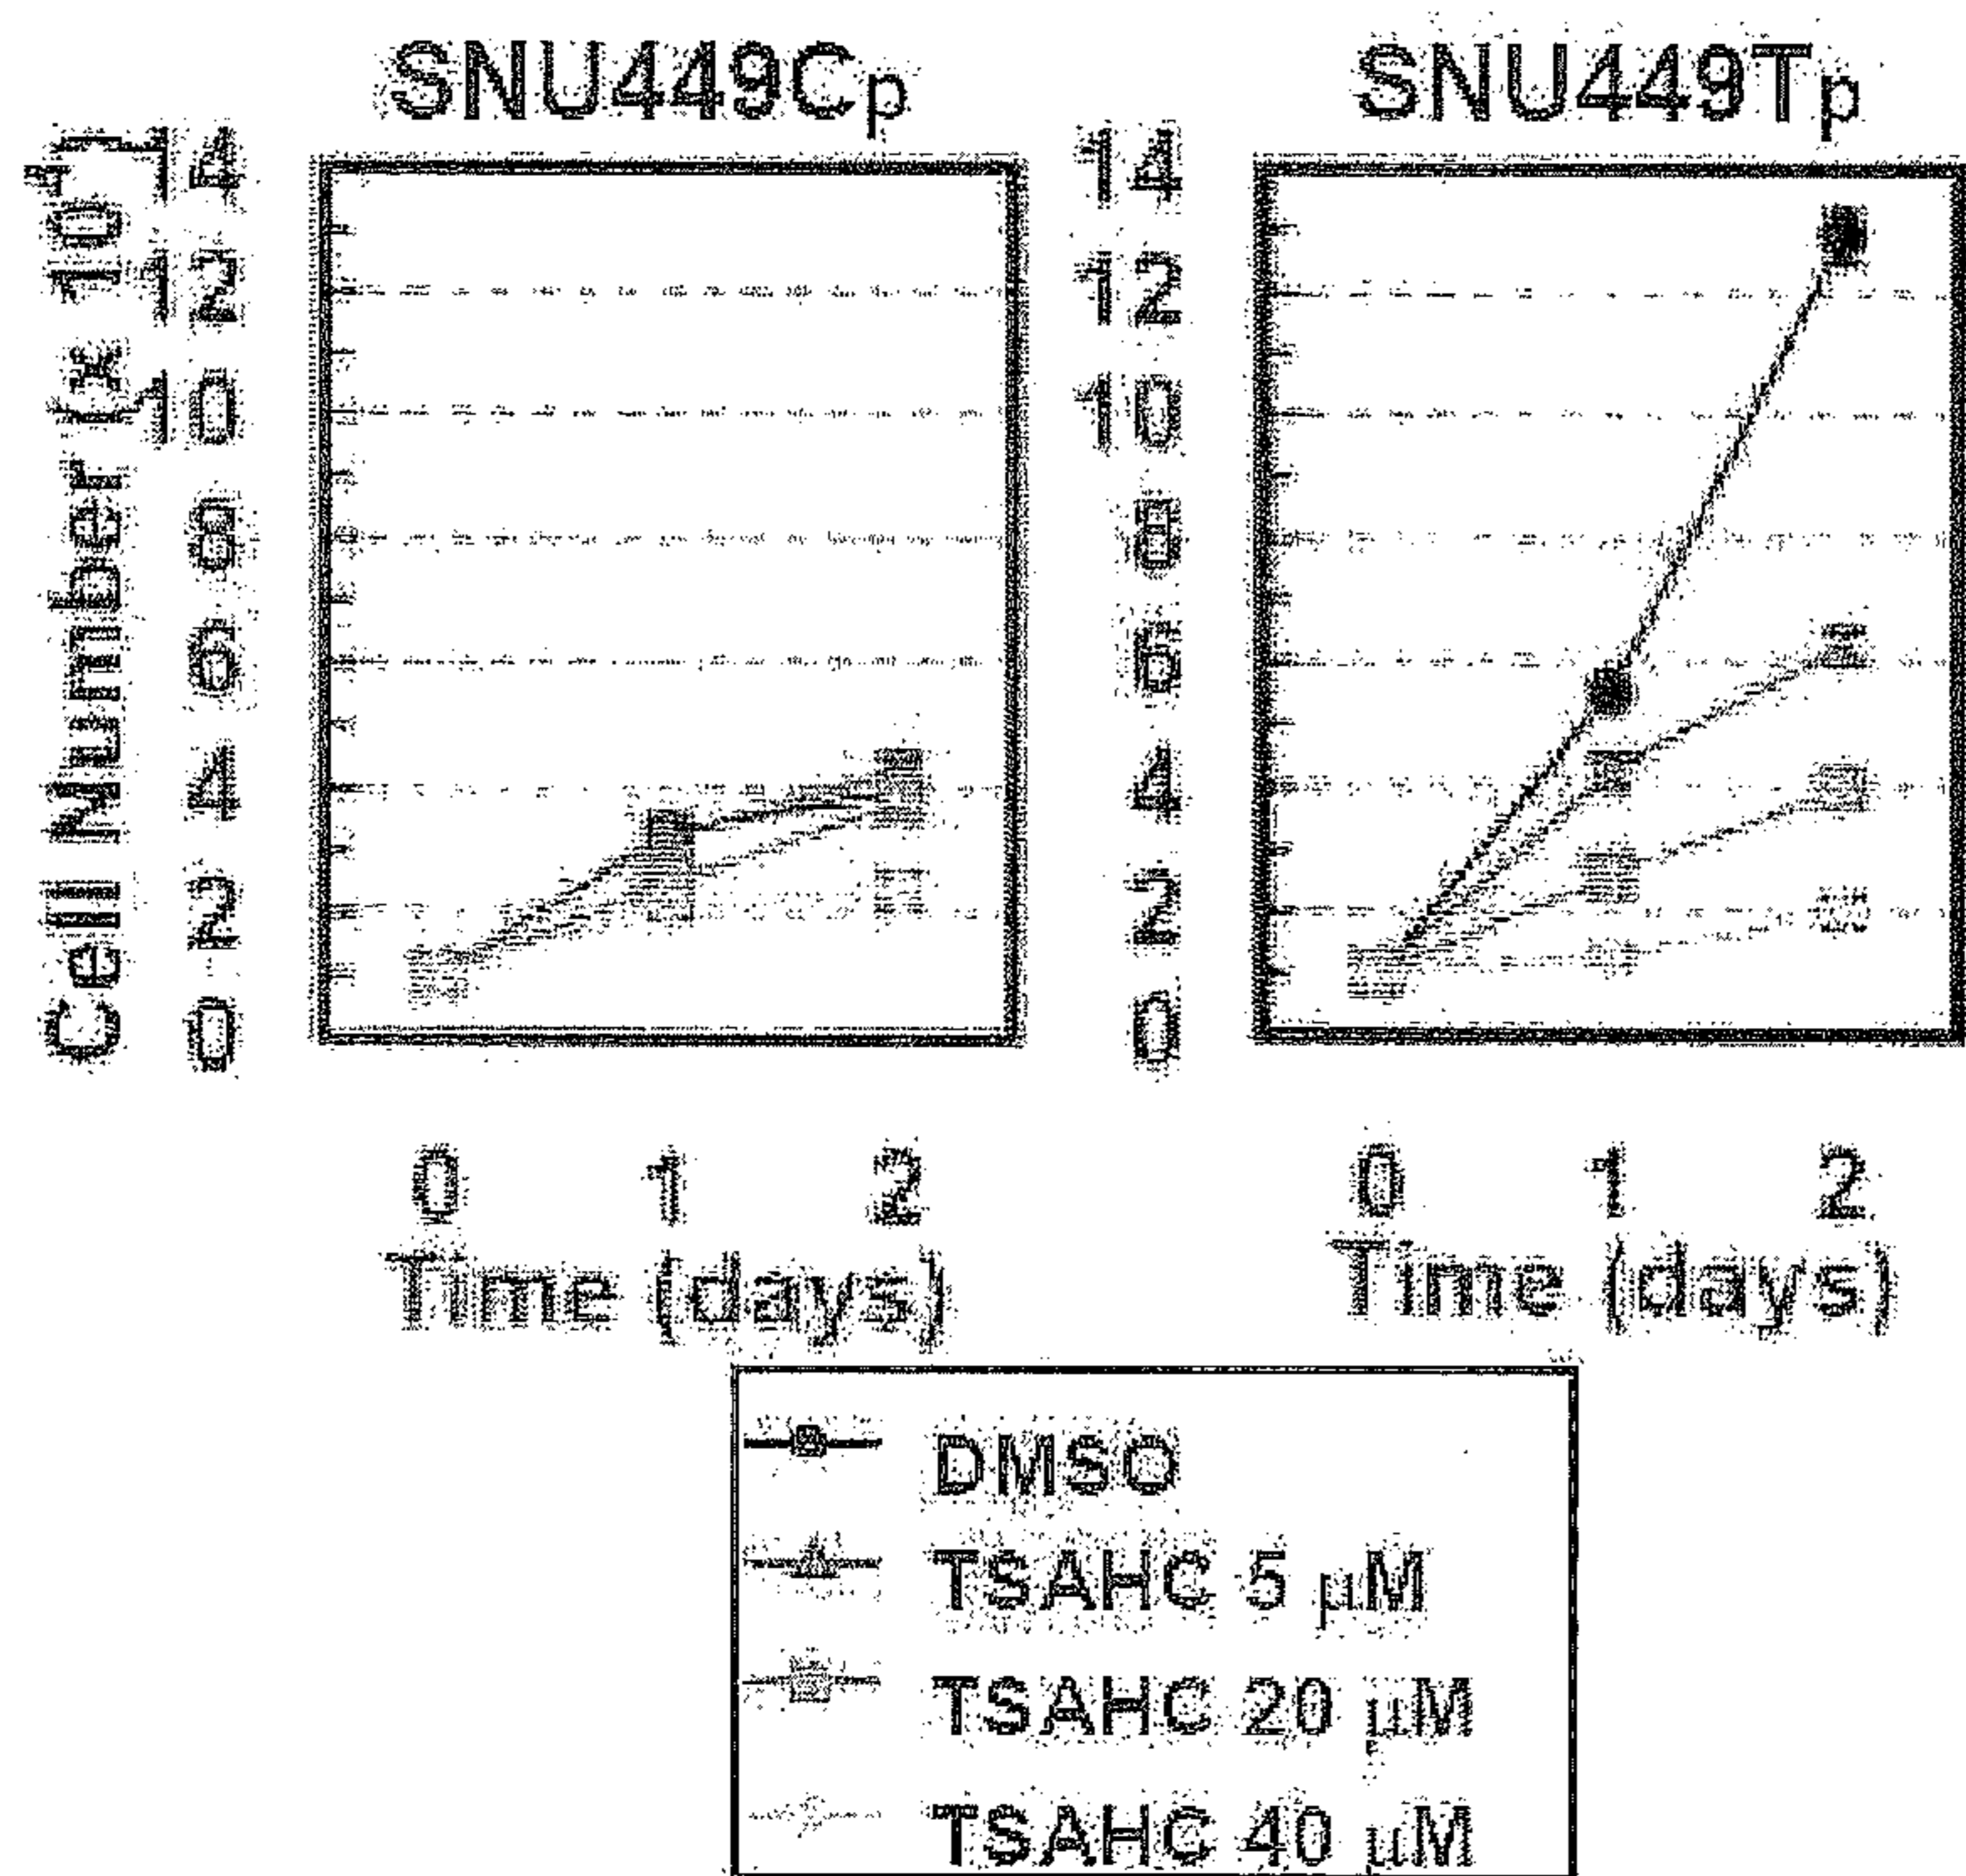 SNU449Cp
SNU449Tp
Cell Number (x 10⁴)
14
12
10
8
6
4
2
0
14
12
10
8
6
4
2
0
0 1 2
Time (days)
0 1 2
Time (days)
DMSO
TSAHC 5 µM
TSAHC 20 µM
TSAHC 40 µM